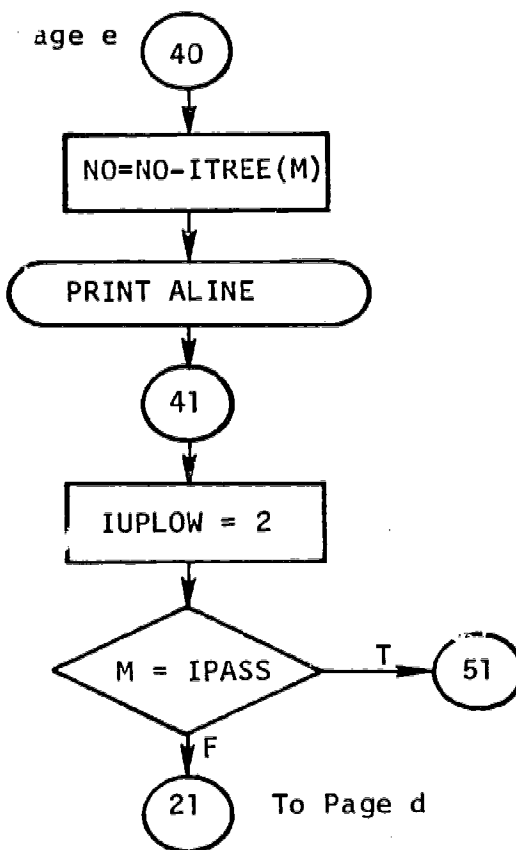 age e
40
NO=NO-ITREE(M)
PRINT ALINE
41
IUPLOW = 2
M = IPASS
T
51
F
21
To Page d